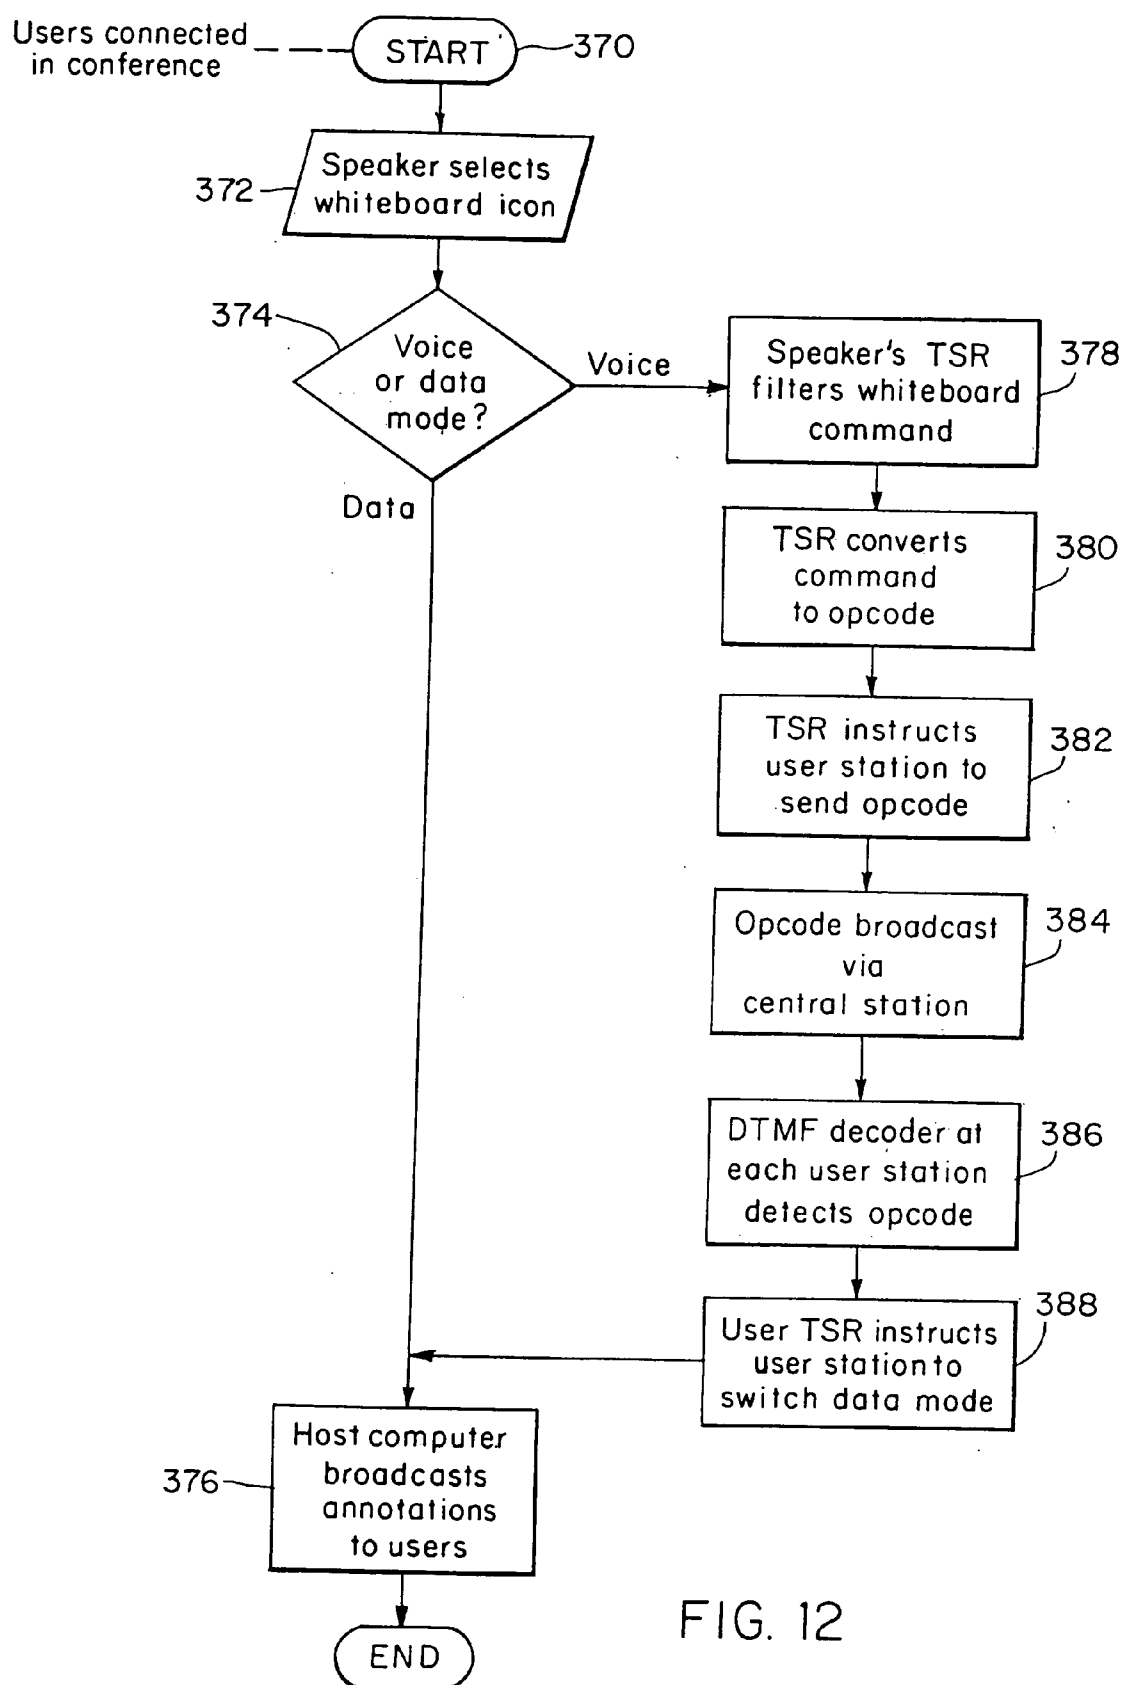 Users connected
in conference
START
370
372
Speaker selects
whiteboard icon
374
Voice
or data
mode?
Voice
Data
Speaker's TSR
filters whiteboard
command
378
TSR converts
command
to opcode
380
TSR instructs
user station to
send opcode
382
Opcode broadcast
via
central station
384
DTMF decoder at
each user station
detects opcode
386
User TSR instructs
user station to
switch data mode
388
376
Host computer
broadcasts
annotations
to users
END
FIG. 12